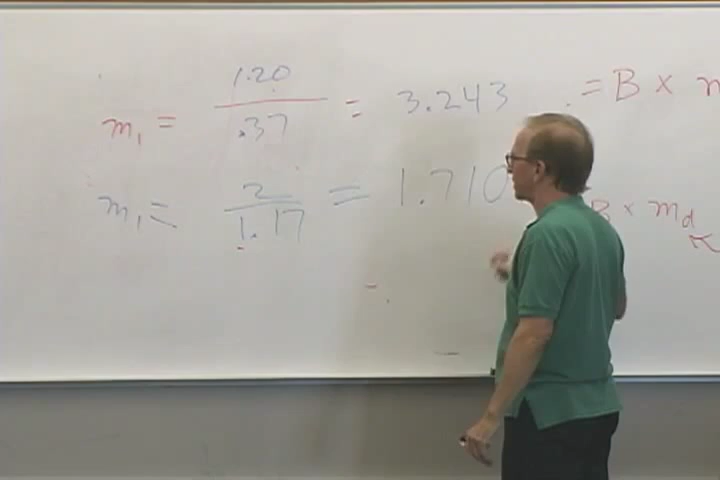 m₁ = 1.20 / .37 = 3.243 = B × m
m₁ = 2 / 1.17 = 1.710 B × m_d